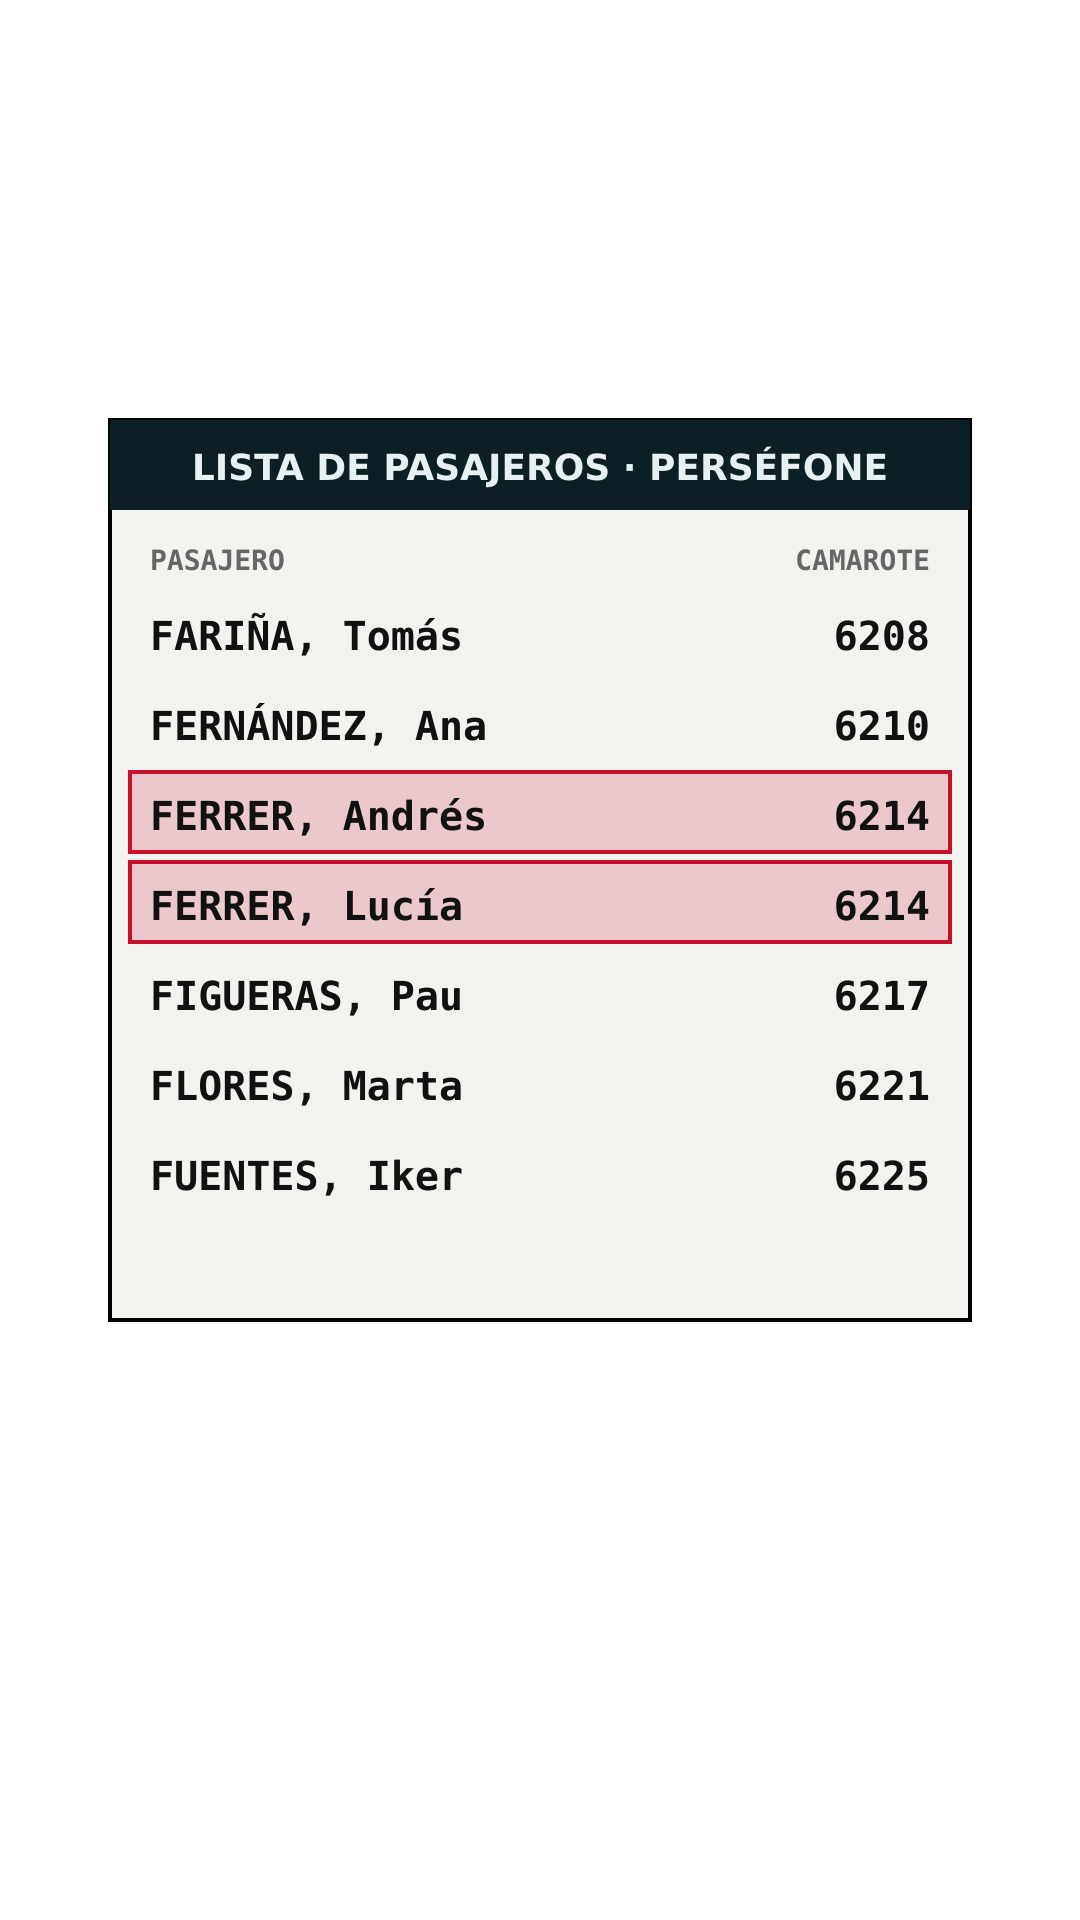 LISTA DE PASAJEROS · PERSÉFONE
PASAJERO CAMAROTE
FARIÑA, Tomás 6208
FERNÁNDEZ, Ana 6210
FERRER, Andrés 6214
FERRER, Lucía 6214
FIGUERAS, Pau 6217
FLORES, Marta 6221
FUENTES, Iker 6225